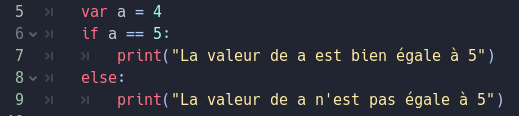 5 var a = 4
6 if a == 5:
7 print("La valeur de a est bien égale à 5")
8 else:
9 print("La valeur de a n'est pas égale à 5")